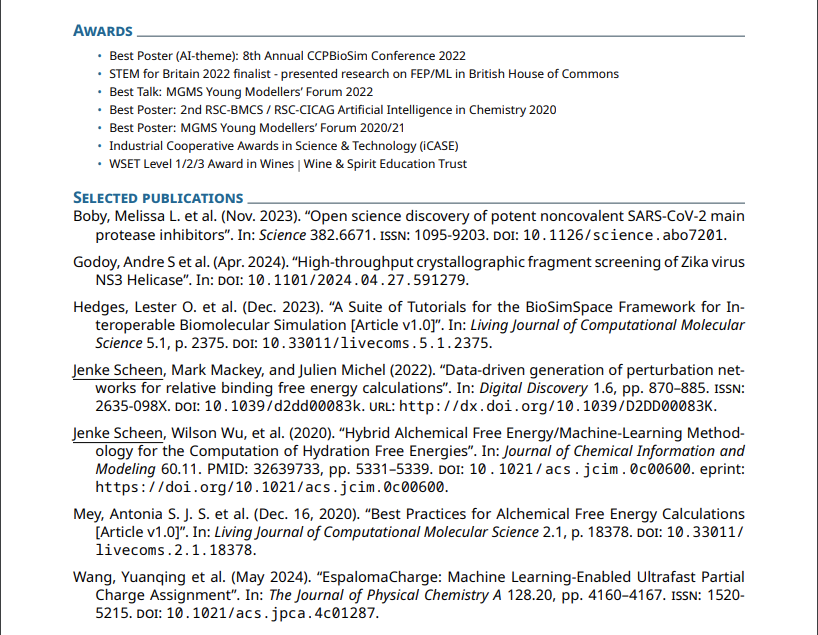 AWARDS
• Best Poster (AI-theme): 8th Annual CCPBioSim Conference 2022
• STEM for Britain 2022 finalist - presented research on FEP/ML in British House of Commons
• Best Talk: MGMS Young Modellers' Forum 2022
• Best Poster: 2nd RSC-BMCS / RSC-CICAG Artificial Intelligence in Chemistry 2020
• Best Poster: MGMS Young Modellers' Forum 2020/21
• Industrial Cooperative Awards in Science & Technology (iCASE)
• WSET Level 1/2/3 Award in Wines | Wine & Spirit Education Trust
SELECTED PUBLICATIONS
Boby, Melissa L. et al. (Nov. 2023). “Open science discovery of potent noncovalent SARS-CoV-2 main
protease inhibitors”. In: Science 382.6671. ISSN: 1095-9203. DOI: 10.1126/science.abo7201.
Godoy, Andre S et al. (Apr. 2024). “High-throughput crystallographic fragment screening of Zika virus
NS3 Helicase”. In: DOI: 10.1101/2024.04.27.591279.
Hedges, Lester O. et al. (Dec. 2023). “A Suite of Tutorials for the BioSimSpace Framework for In-
teroperable Biomolecular Simulation [Article v1.0]”. In: Living Journal of Computational Molecular
Science 5.1, p. 2375. DOI: 10.33011/livecoms.5.1.2375.
Jenke Scheen, Mark Mackey, and Julien Michel (2022). “Data-driven generation of perturbation net-
works for relative binding free energy calculations”. In: Digital Discovery 1.6, pp. 870–885. ISSN:
2635-098X. DOI: 10.1039/d2dd00083k. URL: http://dx.doi.org/10.1039/D2DD00083K.
Jenke Scheen, Wilson Wu, et al. (2020). “Hybrid Alchemical Free Energy/Machine-Learning Method-
ology for the Computation of Hydration Free Energies”. In: Journal of Chemical Information and
Modeling 60.11. PMID: 32639733, pp. 5331–5339. DOI: 10.1021/acs.jcim.0c00600. eprint:
https://doi.org/10.1021/acs.jcim.0c00600.
Mey, Antonia S. J. S. et al. (Dec. 16, 2020). “Best Practices for Alchemical Free Energy Calculations
[Article v1.0]”. In: Living Journal of Computational Molecular Science 2.1, p. 18378. DOI: 10.33011/
livecoms.2.1.18378.
Wang, Yuanqing et al. (May 2024). “EspalomaCharge: Machine Learning-Enabled Ultrafast Partial
Charge Assignment”. In: The Journal of Physical Chemistry A 128.20, pp. 4160–4167. ISSN: 1520-
5215. DOI: 10.1021/acs.jpca.4c01287.